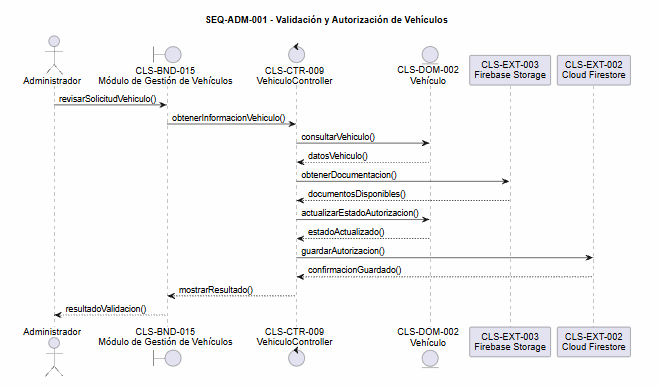 SEQ-ADM-001 - Validación y Autorización de Vehículos
Administrador
CLS-BND-015
Módulo de Gestión de Vehículos
CLS-CTR-009
VehiculoController
CLS-DOM-002
Vehículo
CLS-EXT-003
Firebase Storage
CLS-EXT-002
Cloud Firestore
revisarSolicitudVehiculo()
obtenerInformacionVehiculo()
consultarVehiculo()
datosVehiculo()
obtenerDocumentacion()
documentosDisponibles()
actualizarEstadoAutorizacion()
estadoActualizado()
guardarAutorizacion()
confirmacionGuardado()
mostrarResultado()
resultadoValidacion()
Administrador
CLS-BND-015
Módulo de Gestión de Vehículos
CLS-CTR-009
VehiculoController
CLS-DOM-002
Vehículo
CLS-EXT-003
Firebase Storage
CLS-EXT-002
Cloud Firestore